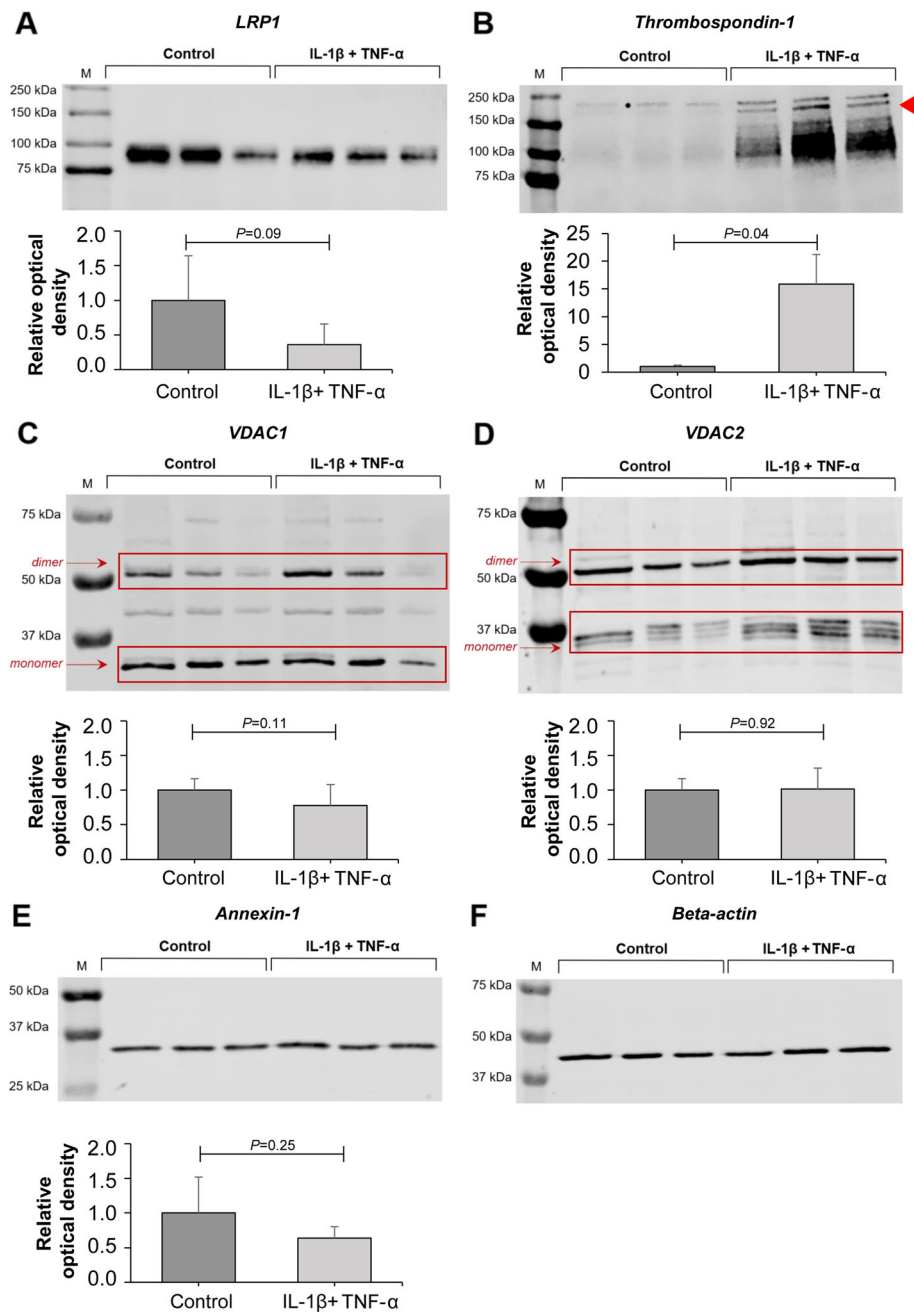 A
LRP1
Control
IL-1β + TNF-α
M
250 kDa
150 kDa
100 kDa
75 kDa
Relative optical density
2.0
1.5
1.0
0.5
0.0
P=0.09
Control
IL-1β+ TNF-α
B
Thrombospondin-1
Control
IL-1β + TNF-α
M
250 kDa
150 kDa
100 kDa
75 kDa
Relative optical density
25
20
15
10
5
0
P=0.04
Control
IL-1β+ TNF-α
C
VDAC1
Control
IL-1β + TNF-α
M
75 kDa
dimer
50 kDa
37 kDa
monomer
Relative optical density
2.0
1.5
1.0
0.5
0.0
P=0.11
Control
IL-1β+ TNF-α
D
VDAC2
Control
IL-1β + TNF-α
M
75 kDa
dimer
50 kDa
37 kDa
monomer
Relative optical density
2.0
1.5
1.0
0.5
0.0
P=0.92
Control
IL-1β+ TNF-α
E
Annexin-1
Control
IL-1β + TNF-α
M
50 kDa
37 kDa
25 kDa
Relative optical density
2.0
1.5
1.0
0.5
0.0
P=0.25
Control
IL-1β+ TNF-α
F
Beta-actin
Control
IL-1β + TNF-α
M
75 kDa
50 kDa
37 kDa